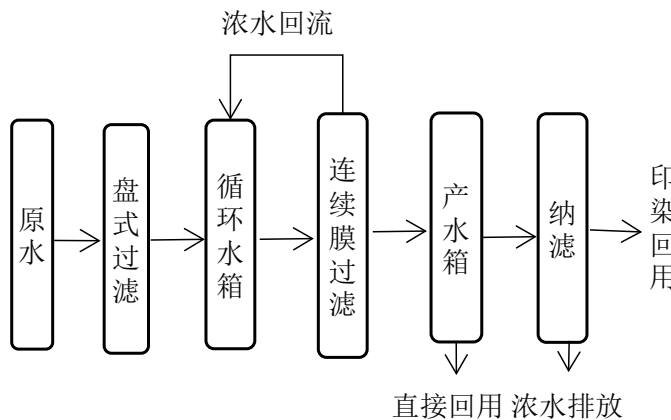 浓水回流
原水
盘式过滤
循环水箱
连续膜过滤
产水箱
纳滤
印染回用
直接回用 浓水排放